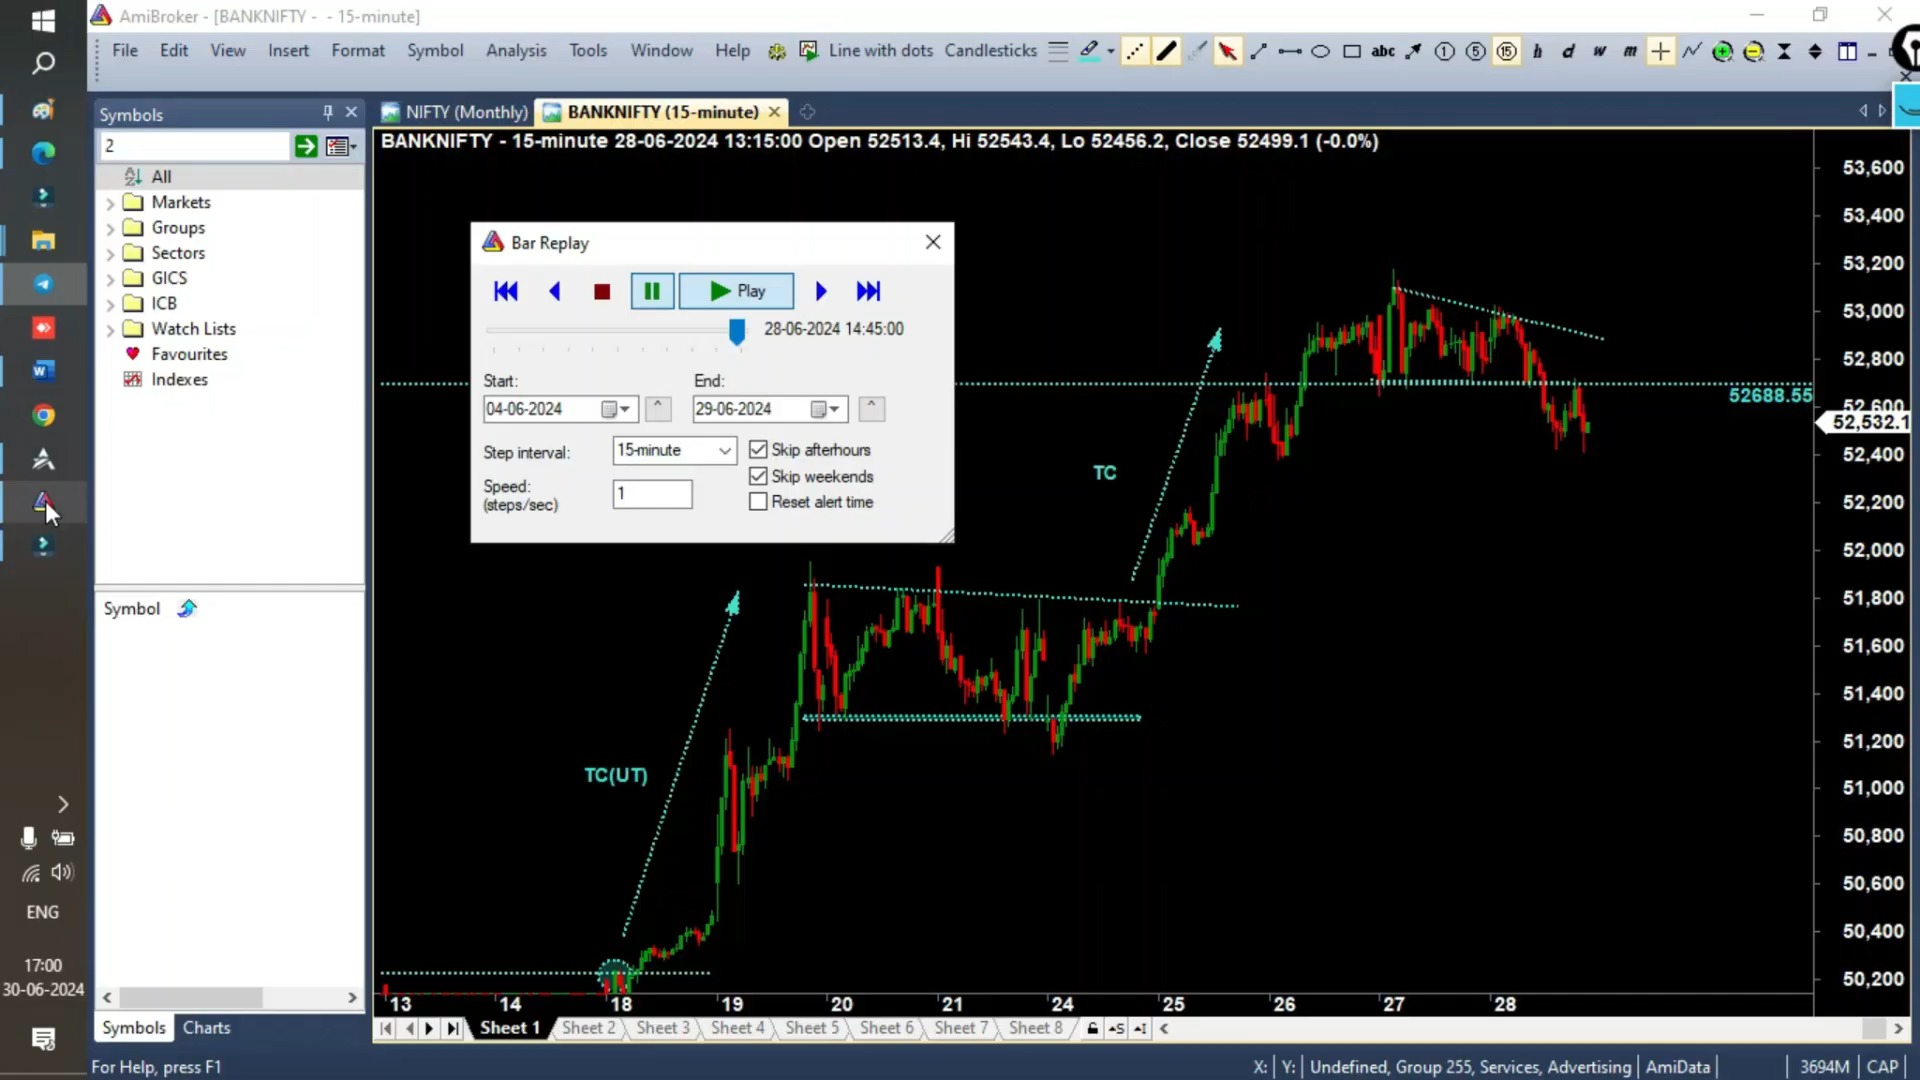 AmiBroker - [BANKNIFTY - - 15-minute]
File Edit View Insert Format Symbol Analysis Tools Window Help Line with dots Candlesticks abc 1 5 15 h d w m
Symbols
2
All
Markets
Groups
Sectors
GICS
ICB
Watch Lists
Favourites
Indexes
Symbol
Symbols Charts
NIFTY (Monthly) BANKNIFTY (15-minute)
BANKNIFTY - 15-minute 28-06-2024 13:15:00 Open 52513.4, Hi 52543.4, Lo 52456.2, Close 52499.1 (-0.0%)
Bar Replay
Play
28-06-2024 14:45:00
Start: End:
04-06-2024 29-06-2024
Step interval: 15-minute Skip afterhours
Skip weekends
Speed: 1
(steps/sec) Reset alert time
TC(UT)
TC
52688.55
53,600
53,400
53,200
53,000
52,800
52,600
52,532.1
52,400
52,200
52,000
51,800
51,600
51,400
51,200
51,000
50,800
50,600
50,400
50,200
13 14 18 19 20 21 24 25 26 27 28
Sheet 1 Sheet 2 Sheet 3 Sheet 4 Sheet 5 Sheet 6 Sheet 7 Sheet 8
For Help, press F1
X: Y: Undefined, Group 255, Services, Advertising AmiData 3694M CAP
ENG
17:00
30-06-2024